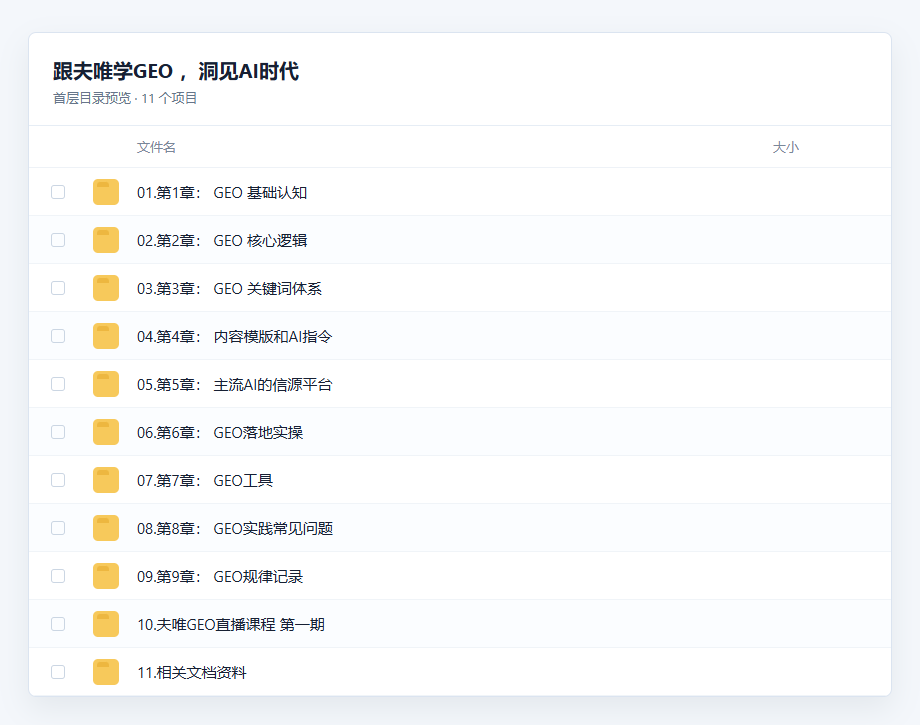 跟夫唯学GEO ，洞见AI时代
首层目录预览 · 11 个项目
文件名 大小
01.第1章： GEO 基础认知
02.第2章： GEO 核心逻辑
03.第3章： GEO 关键词体系
04.第4章： 内容模版和AI指令
05.第5章： 主流AI的信源平台
06.第6章： GEO落地实操
07.第7章： GEO工具
08.第8章： GEO实践常见问题
09.第9章： GEO规律记录
10.夫唯GEO直播课程 第一期
11.相关文档资料